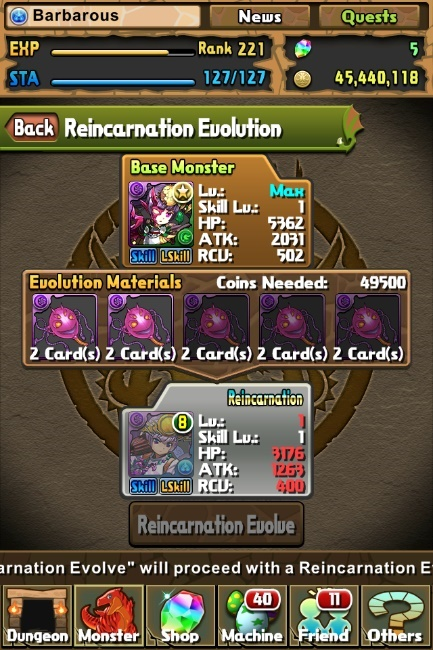 Barbarous News Quests
EXP Rank 221 5
STA 127/127 45,440,118
Back Reincarnation Evolution
Base Monster
Lv.: Max
Skill Lv.: 1
HP: 5362
ATK: 2031
RCU: 502
Skill LSkill
Evolution Materials Coins Needed: 49500
2 Card(s) 2 Card(s) 2 Card(s) 2 Card(s) 2 Card(s)
Reincarnation
8
Lv.: 1
Skill Lv.: 1
HP: 3176
ATK: 1263
RCU: 400
Skill LSkill
Reincarnation Evolve
arnation Evolve" will proceed with a Reincarnation E
40 11
Dungeon Monster Shop Machine Friend Others